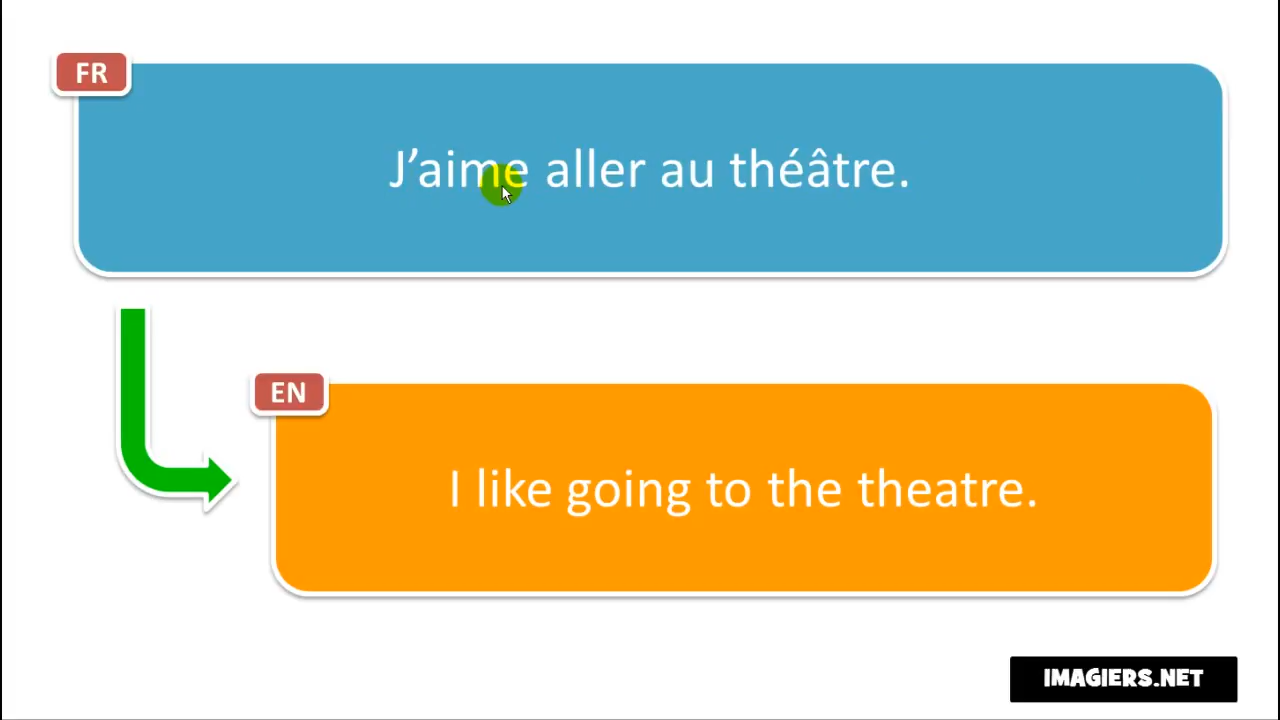 FR
J’aime aller au théâtre.
EN
I like going to the theatre.
IMAGIERS.NET